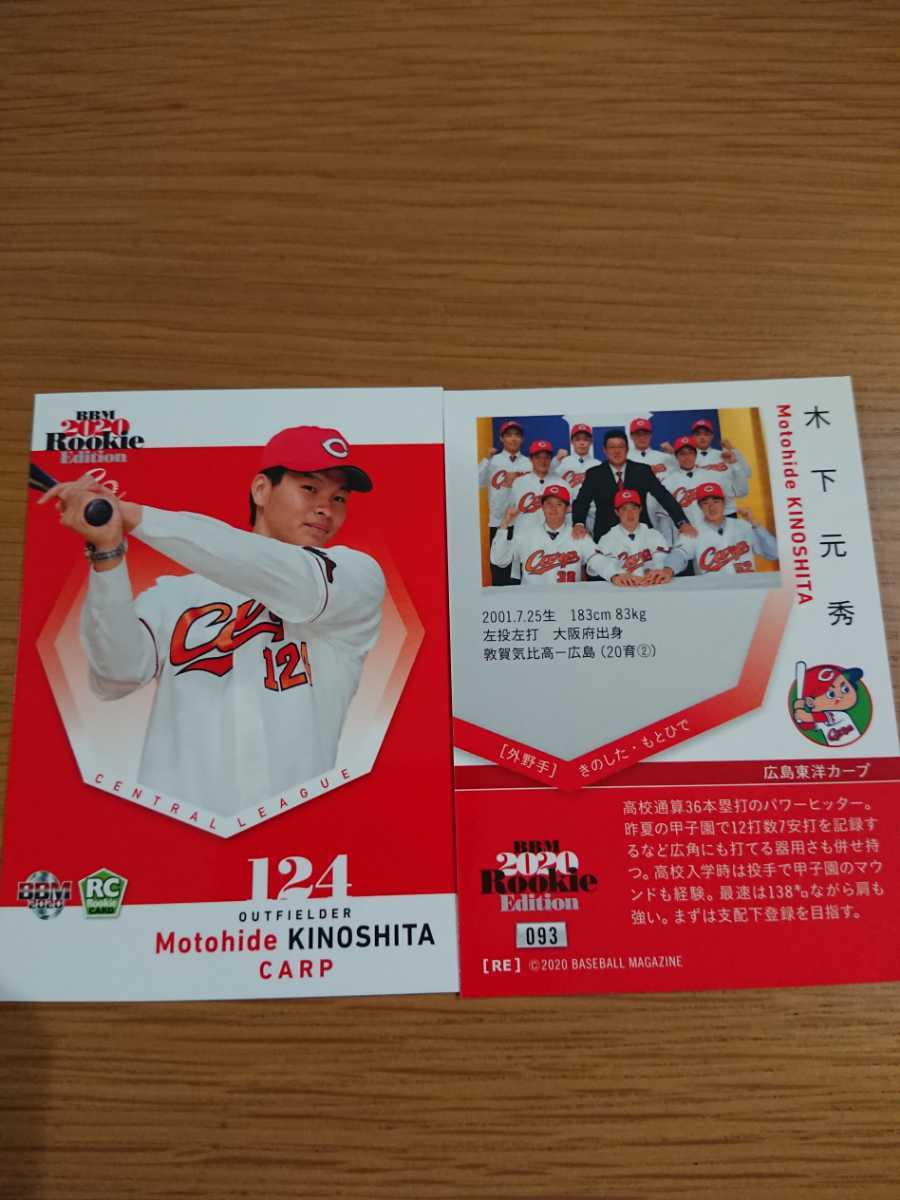 BBM
2020
Rookie
Edition
Carp
124
CENTRAL LEAGUE
124
BBM
2020
RC
Rookie CARD
OUTFIELDER
Motohide KINOSHITA
CARP
木下元秀
Motohide KINOSHITA
2001.7.25生 183cm 83kg
左投左打 大阪府出身
敦賀気比高ー広島(20育②)
[外野手] きのした・もとひで
広島東洋カープ
高校通算36本塁打のパワーヒッター。
昨夏の甲子園で12打数7安打を記録す
るなど広角にも打てる器用さも併せ持
つ。高校入学時は投手で甲子園のマウ
ンドも経験。最速は138㌔ながら肩も
強い。まずは支配下登録を目指す。
BBM
2020
Rookie
Edition
093
[RE] ©2020 BASEBALL MAGAZINE